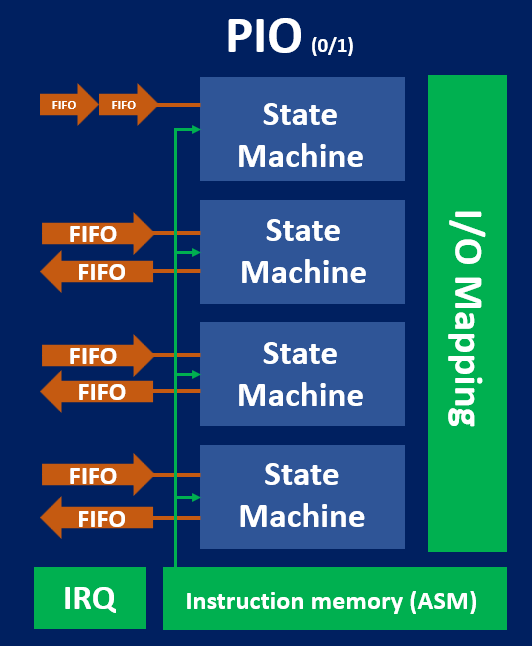 PIO (0/1)
FIFO FIFO
State
Machine
FIFO
FIFO
State
Machine
FIFO
FIFO
State
Machine
FIFO
FIFO
State
Machine
I/O Mapping
IRQ
Instruction memory (ASM)